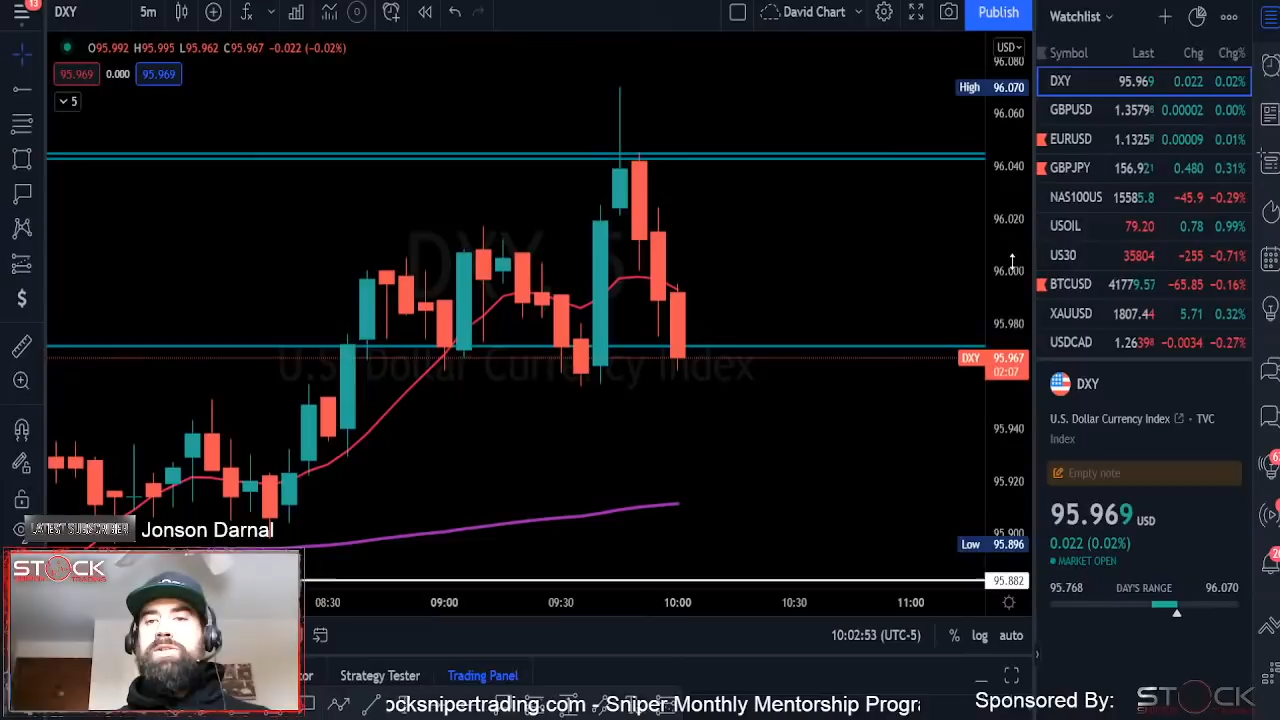 13
DXY 5m David Chart Publish
O95.992 H95.995 L95.962 C95.967 -0.022 (-0.02%)
95.969 0.000 95.969
5
USD
96.080
High 96.070
96.060
96.040
96.020
96.000
95.980
DXY 95.967
02:07
95.940
95.920
95.900
Low 95.896
95.882
DXY 5
U.S. Dollar Currency Index
08:30 09:00 09:30 10:00 10:30 11:00
10:02:53 (UTC-5) % log auto
Strategy Tester Trading Panel
Watchlist
Symbol Last Chg Chg%
DXY 95.969 0.022 0.02%
GBPUSD 1.35798 0.00002 0.00%
EURUSD 1.13258 0.00009 0.01%
GBPJPY 156.921 0.480 0.31%
NAS100US 15585.8 -45.9 -0.29%
USOIL 79.20 0.78 0.99%
US30 35804 -255 -0.71%
BTCUSD 41779.57 -65.85 -0.16%
XAUUSD 1807.44 5.71 0.32%
USDCAD 1.26398 -0.0034 -0.27%
DXY
U.S. Dollar Currency Index • TVC
Index
Empty note
95.969 USD
0.022 (0.02%)
MARKET OPEN
95.768 DAY'S RANGE 96.070
LATEST SUBSCRIBER Jonson Darnal
STOCK
ocksnipertrading.com - Sniper Monthly Mentorship Progra
Sponsored By: STOCK